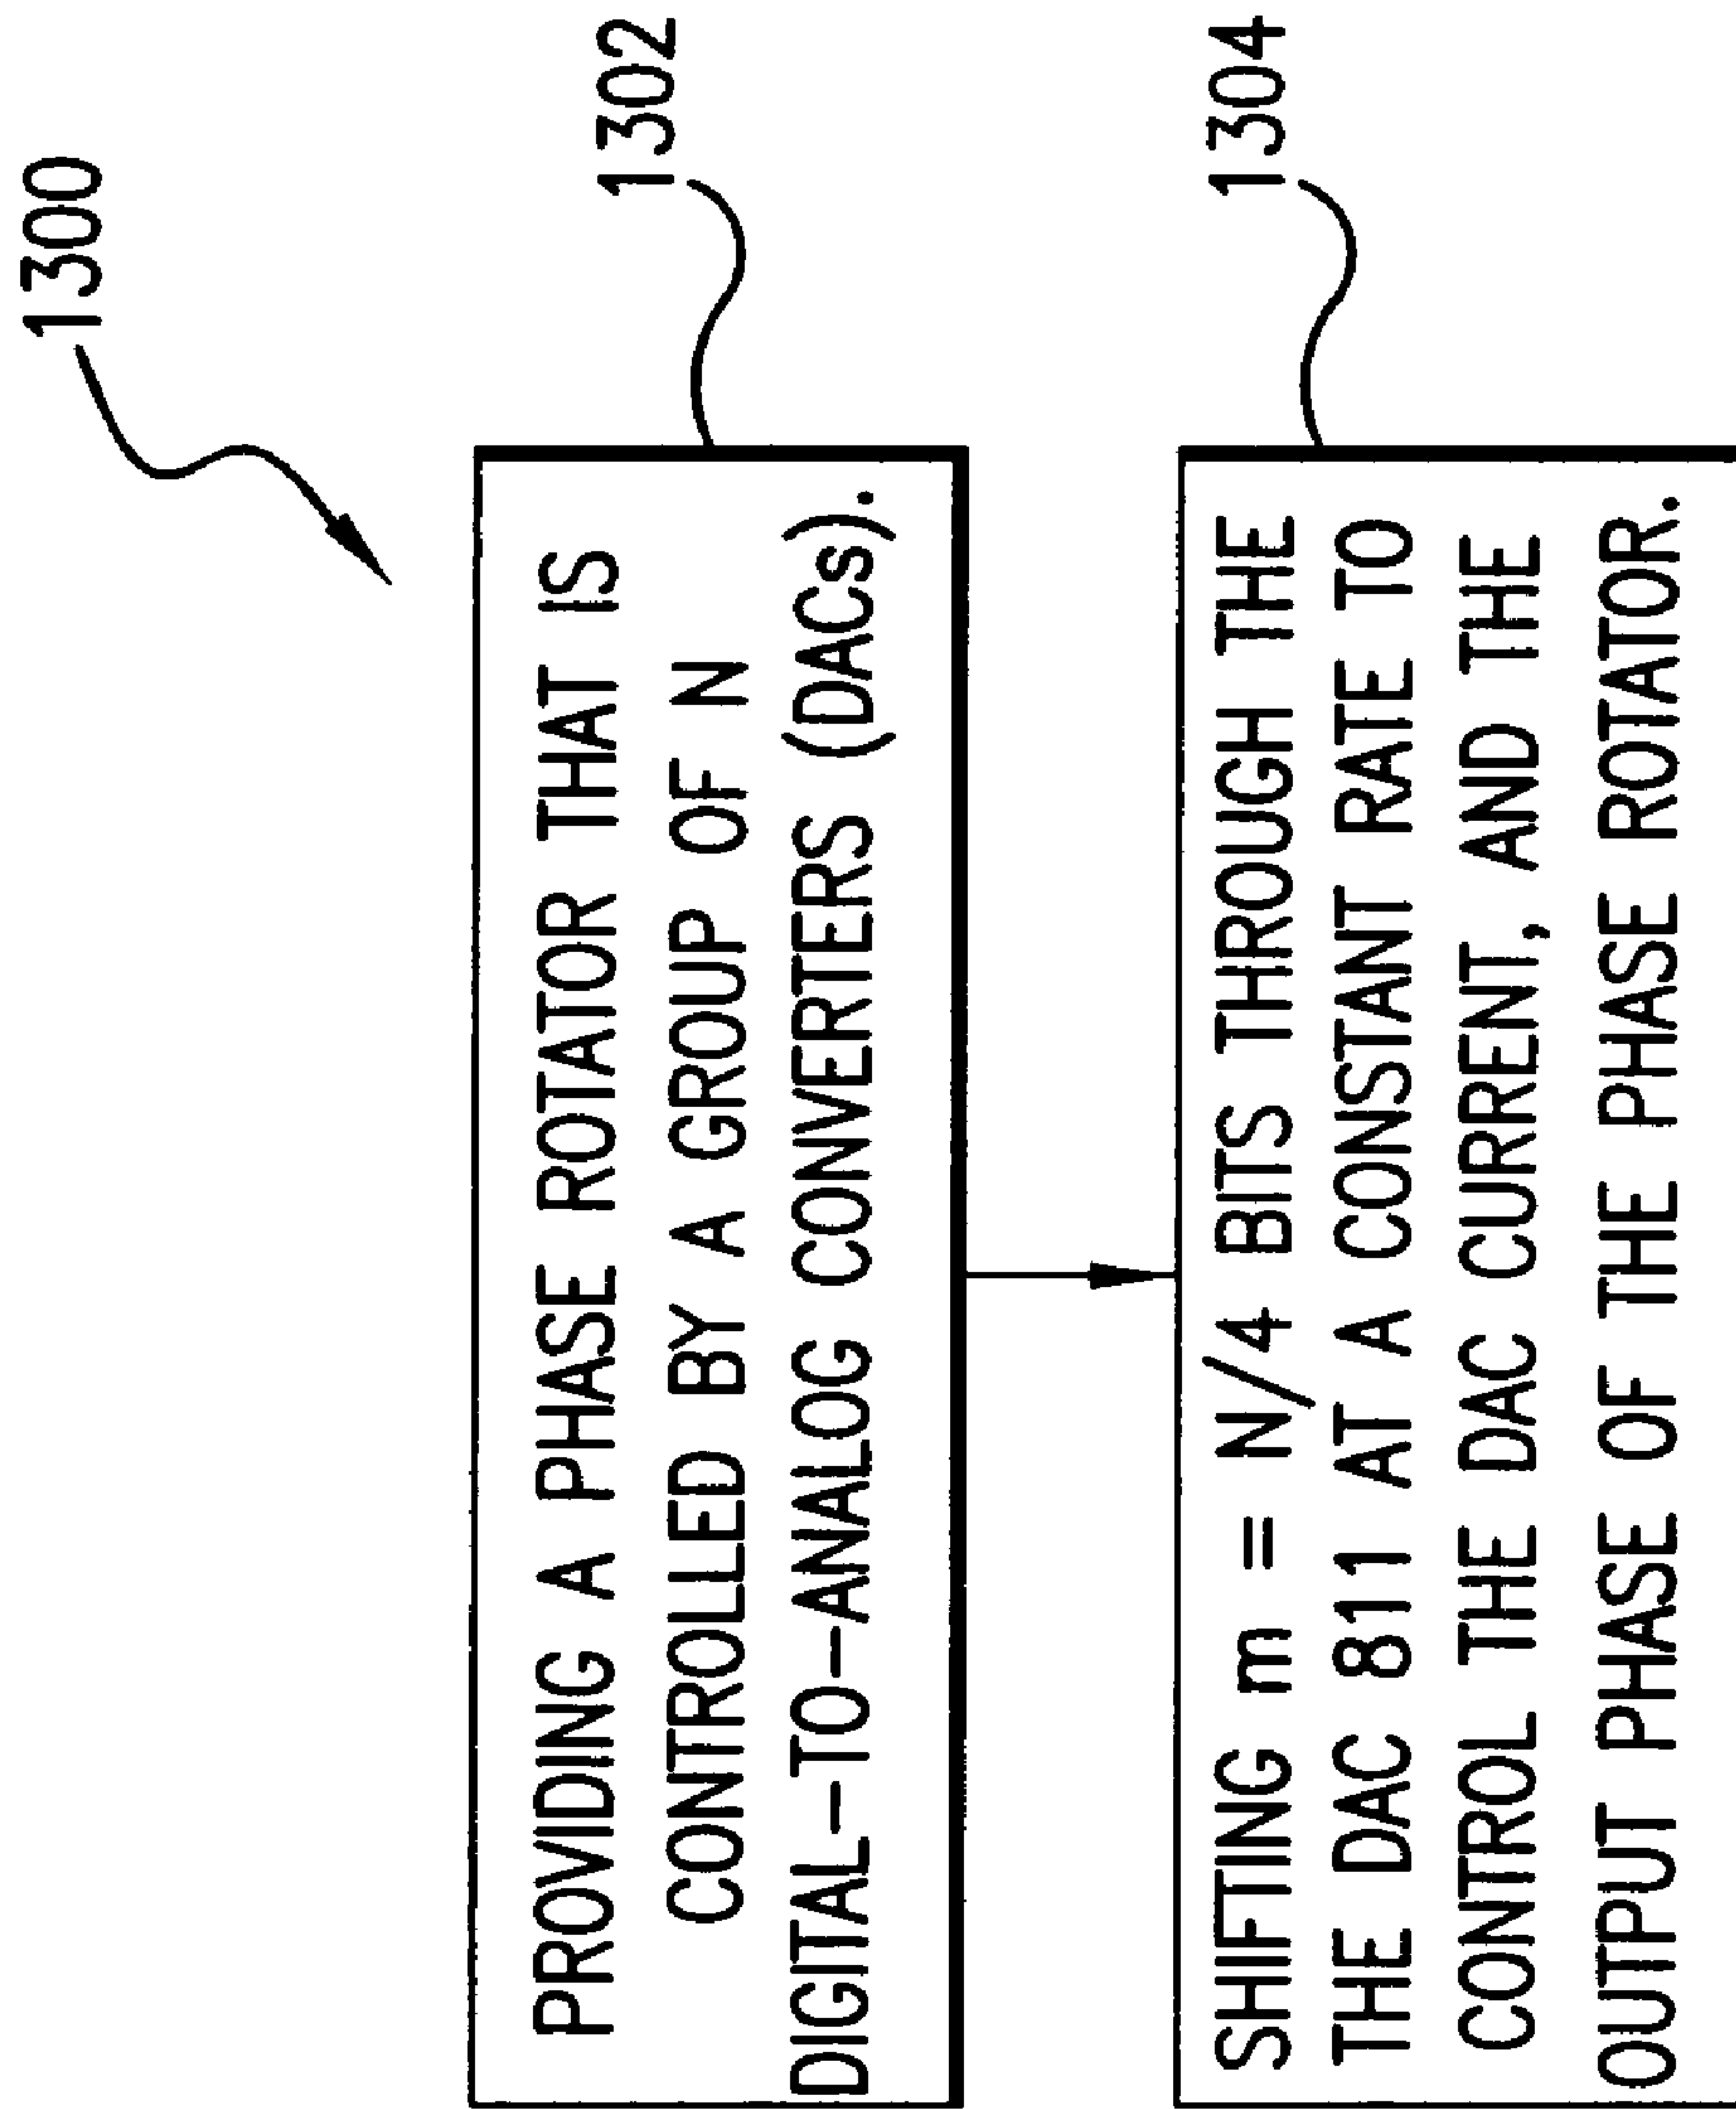 1300
PROVIDING A PHASE ROTATOR THAT IS
CONTROLLED BY A GROUP OF N
DIGITAL-TO-ANALOG CONVERTERS (DACs).
1302
SHIFTING m = N/4 BITS THROUGH THE
THE DAC 811 AT A CONSTANT RATE TO
CONTROL THE DAC CURRENT, AND THE
OUTPUT PHASE OF THE PHASE ROTATOR.
1304